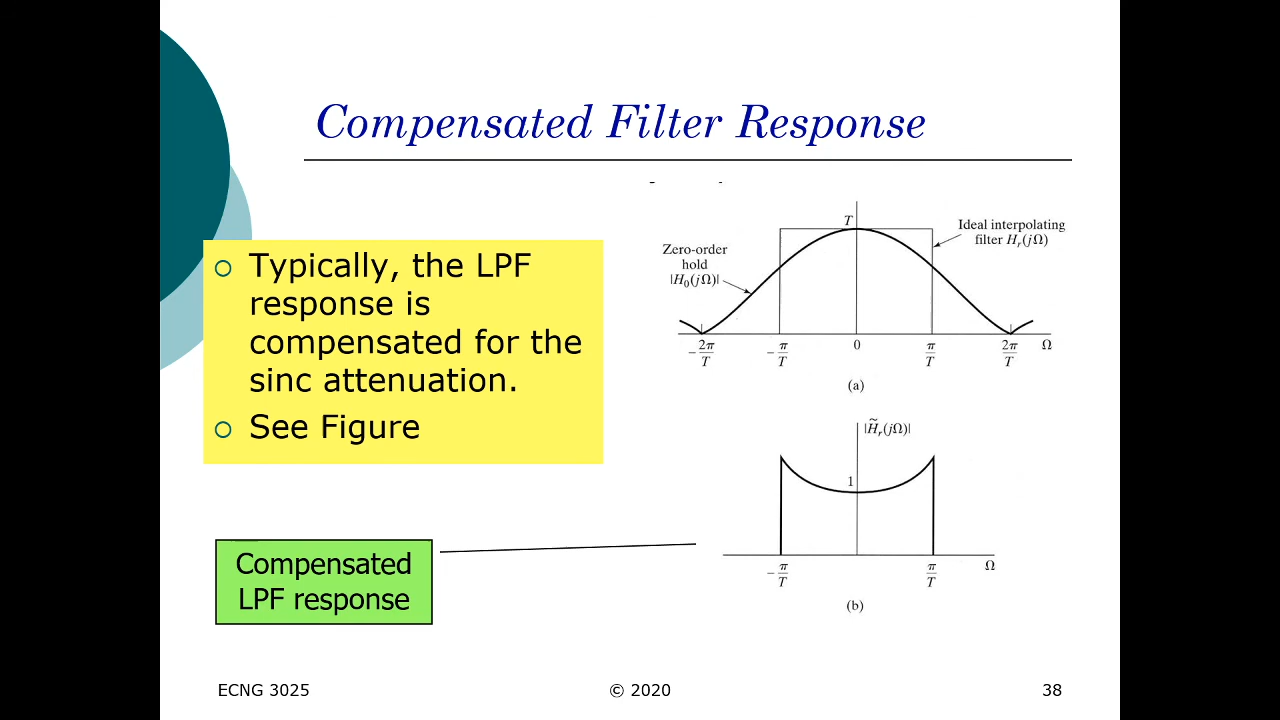 Compensated Filter Response
Typically, the LPF
response is
compensated for the
sinc attenuation.
See Figure
Compensated
LPF response
T
Ideal interpolating
filter H_r(jΩ)
Zero-order
hold
|H_0(jΩ)|
-2π/T -π/T 0 π/T 2π/T Ω
(a)
|H̃_r(jΩ)|
1
-π/T π/T Ω
(b)
ECNG 3025 © 2020 38